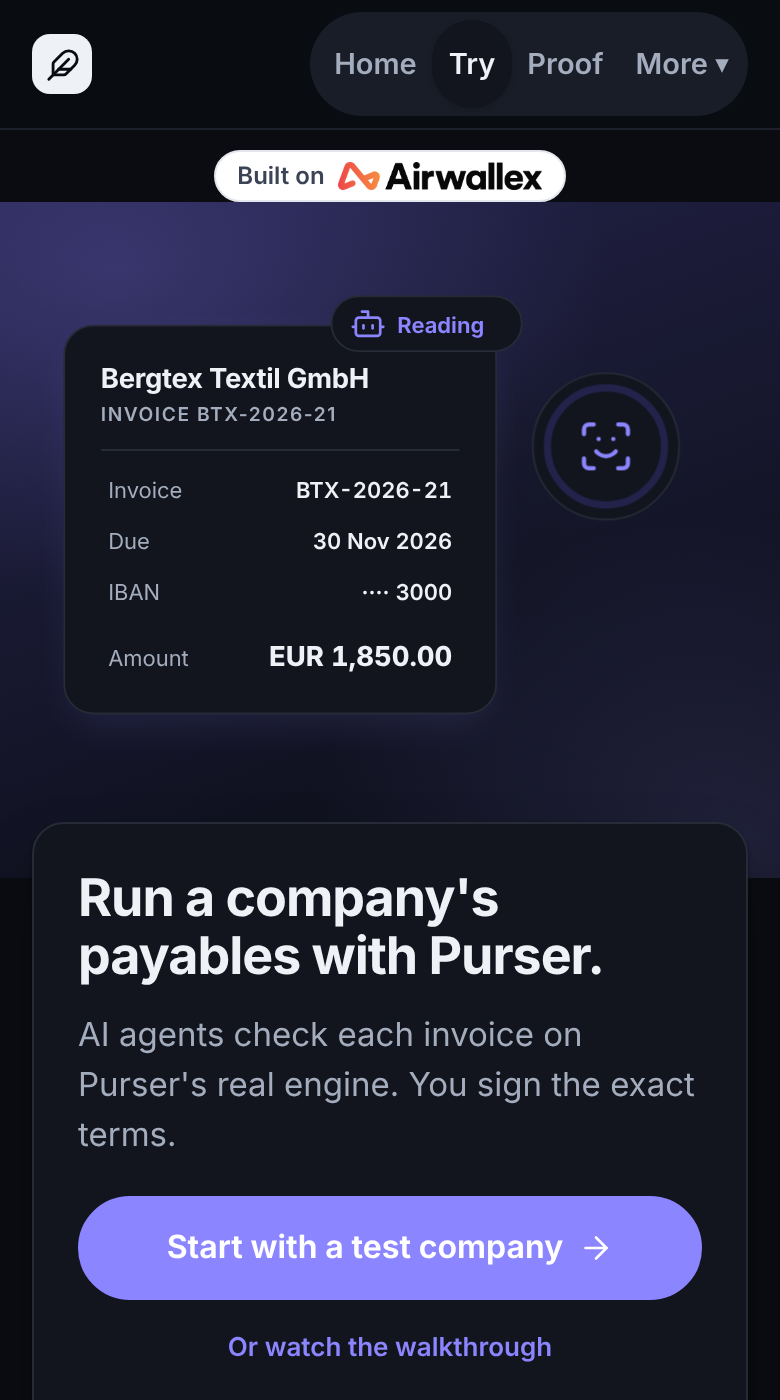 Home Try Proof More ▾
Built on Airwallex
Reading
Bergtex Textil GmbH
INVOICE BTX-2026-21
Invoice BTX-2026-21
Due 30 Nov 2026
IBAN ···· 3000
Amount EUR 1,850.00
Run a company's
payables with Purser.
AI agents check each invoice on
Purser's real engine. You sign the exact
terms.
Start with a test company →
Or watch the walkthrough